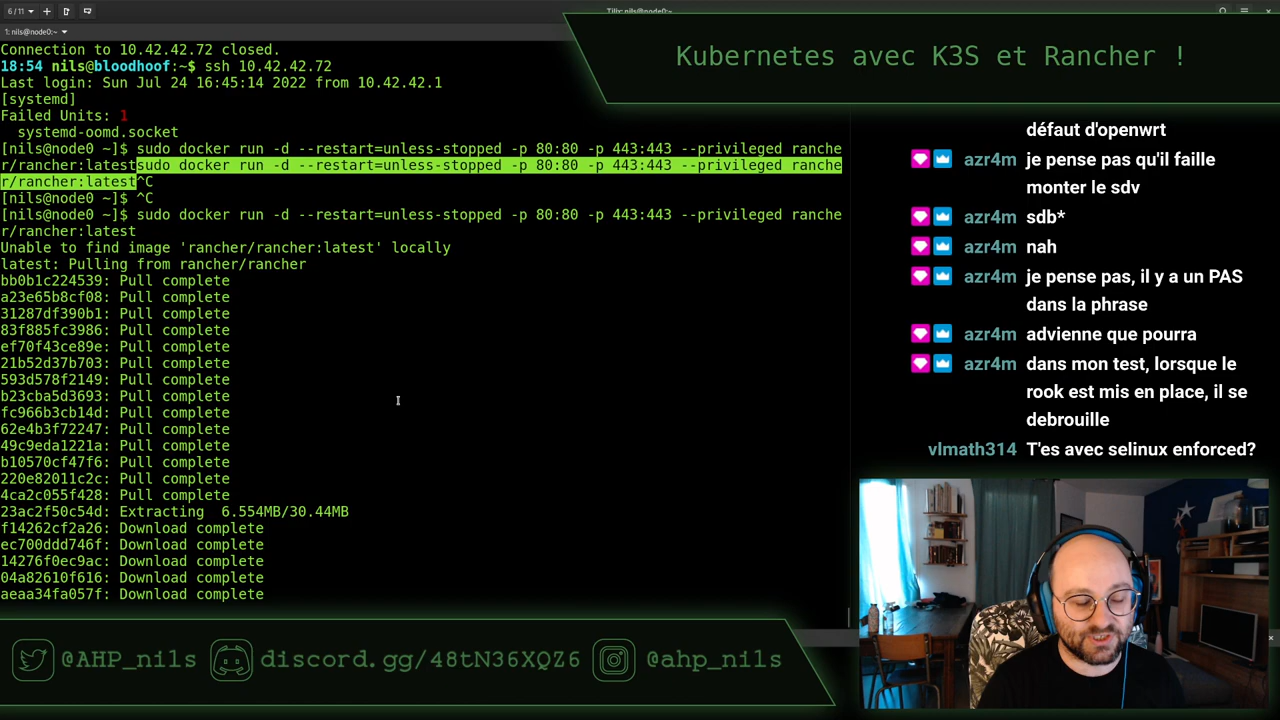 6 / 11
Tilix: nils@node0:~
1: nils@node0:~
Connection to 10.42.42.72 closed.
18:54 nils@bloodhoof:~$ ssh 10.42.42.72
Last login: Sun Jul 24 16:45:14 2022 from 10.42.42.1
[systemd]
Failed Units: 1
systemd-oomd.socket
[nils@node0 ~]$ sudo docker run -d --restart=unless-stopped -p 80:80 -p 443:443 --privileged ranche
r/rancher:latestsudo docker run -d --restart=unless-stopped -p 80:80 -p 443:443 --privileged ranche
r/rancher:latest^C
[nils@node0 ~]$ ^C
[nils@node0 ~]$ sudo docker run -d --restart=unless-stopped -p 80:80 -p 443:443 --privileged ranche
r/rancher:latest
Unable to find image 'rancher/rancher:latest' locally
latest: Pulling from rancher/rancher
bb0b1c224539: Pull complete
a23e65b8cf08: Pull complete
31287df390b1: Pull complete
83f885fc3986: Pull complete
ef70f43ce89e: Pull complete
21b52d37b703: Pull complete
593d578f2149: Pull complete
b23cba5d3693: Pull complete
fc966b3cb14d: Pull complete
62e4b3f72247: Pull complete
49c9eda1221a: Pull complete
b10570cf47f6: Pull complete
220e82011c2c: Pull complete
4ca2c055f428: Pull complete
23ac2f50c54d: Extracting 6.554MB/30.44MB
f14262cf2a26: Download complete
ec700ddd746f: Download complete
14276f0ec9ac: Download complete
04a82610f616: Download complete
aeaa34fa057f: Download complete
Kubernetes avec K3S et Rancher !
défaut d'openwrt
azr4m je pense pas qu'il faille
monter le sdv
azr4m sdb*
azr4m nah
azr4m je pense pas, il y a un PAS
dans la phrase
azr4m advienne que pourra
azr4m dans mon test, lorsque le
rook est mis en place, il se
debrouille
vlmath314 T'es avec selinux enforced?
@AHP_nils discord.gg/48tN36XQZ6 @ahp_nils